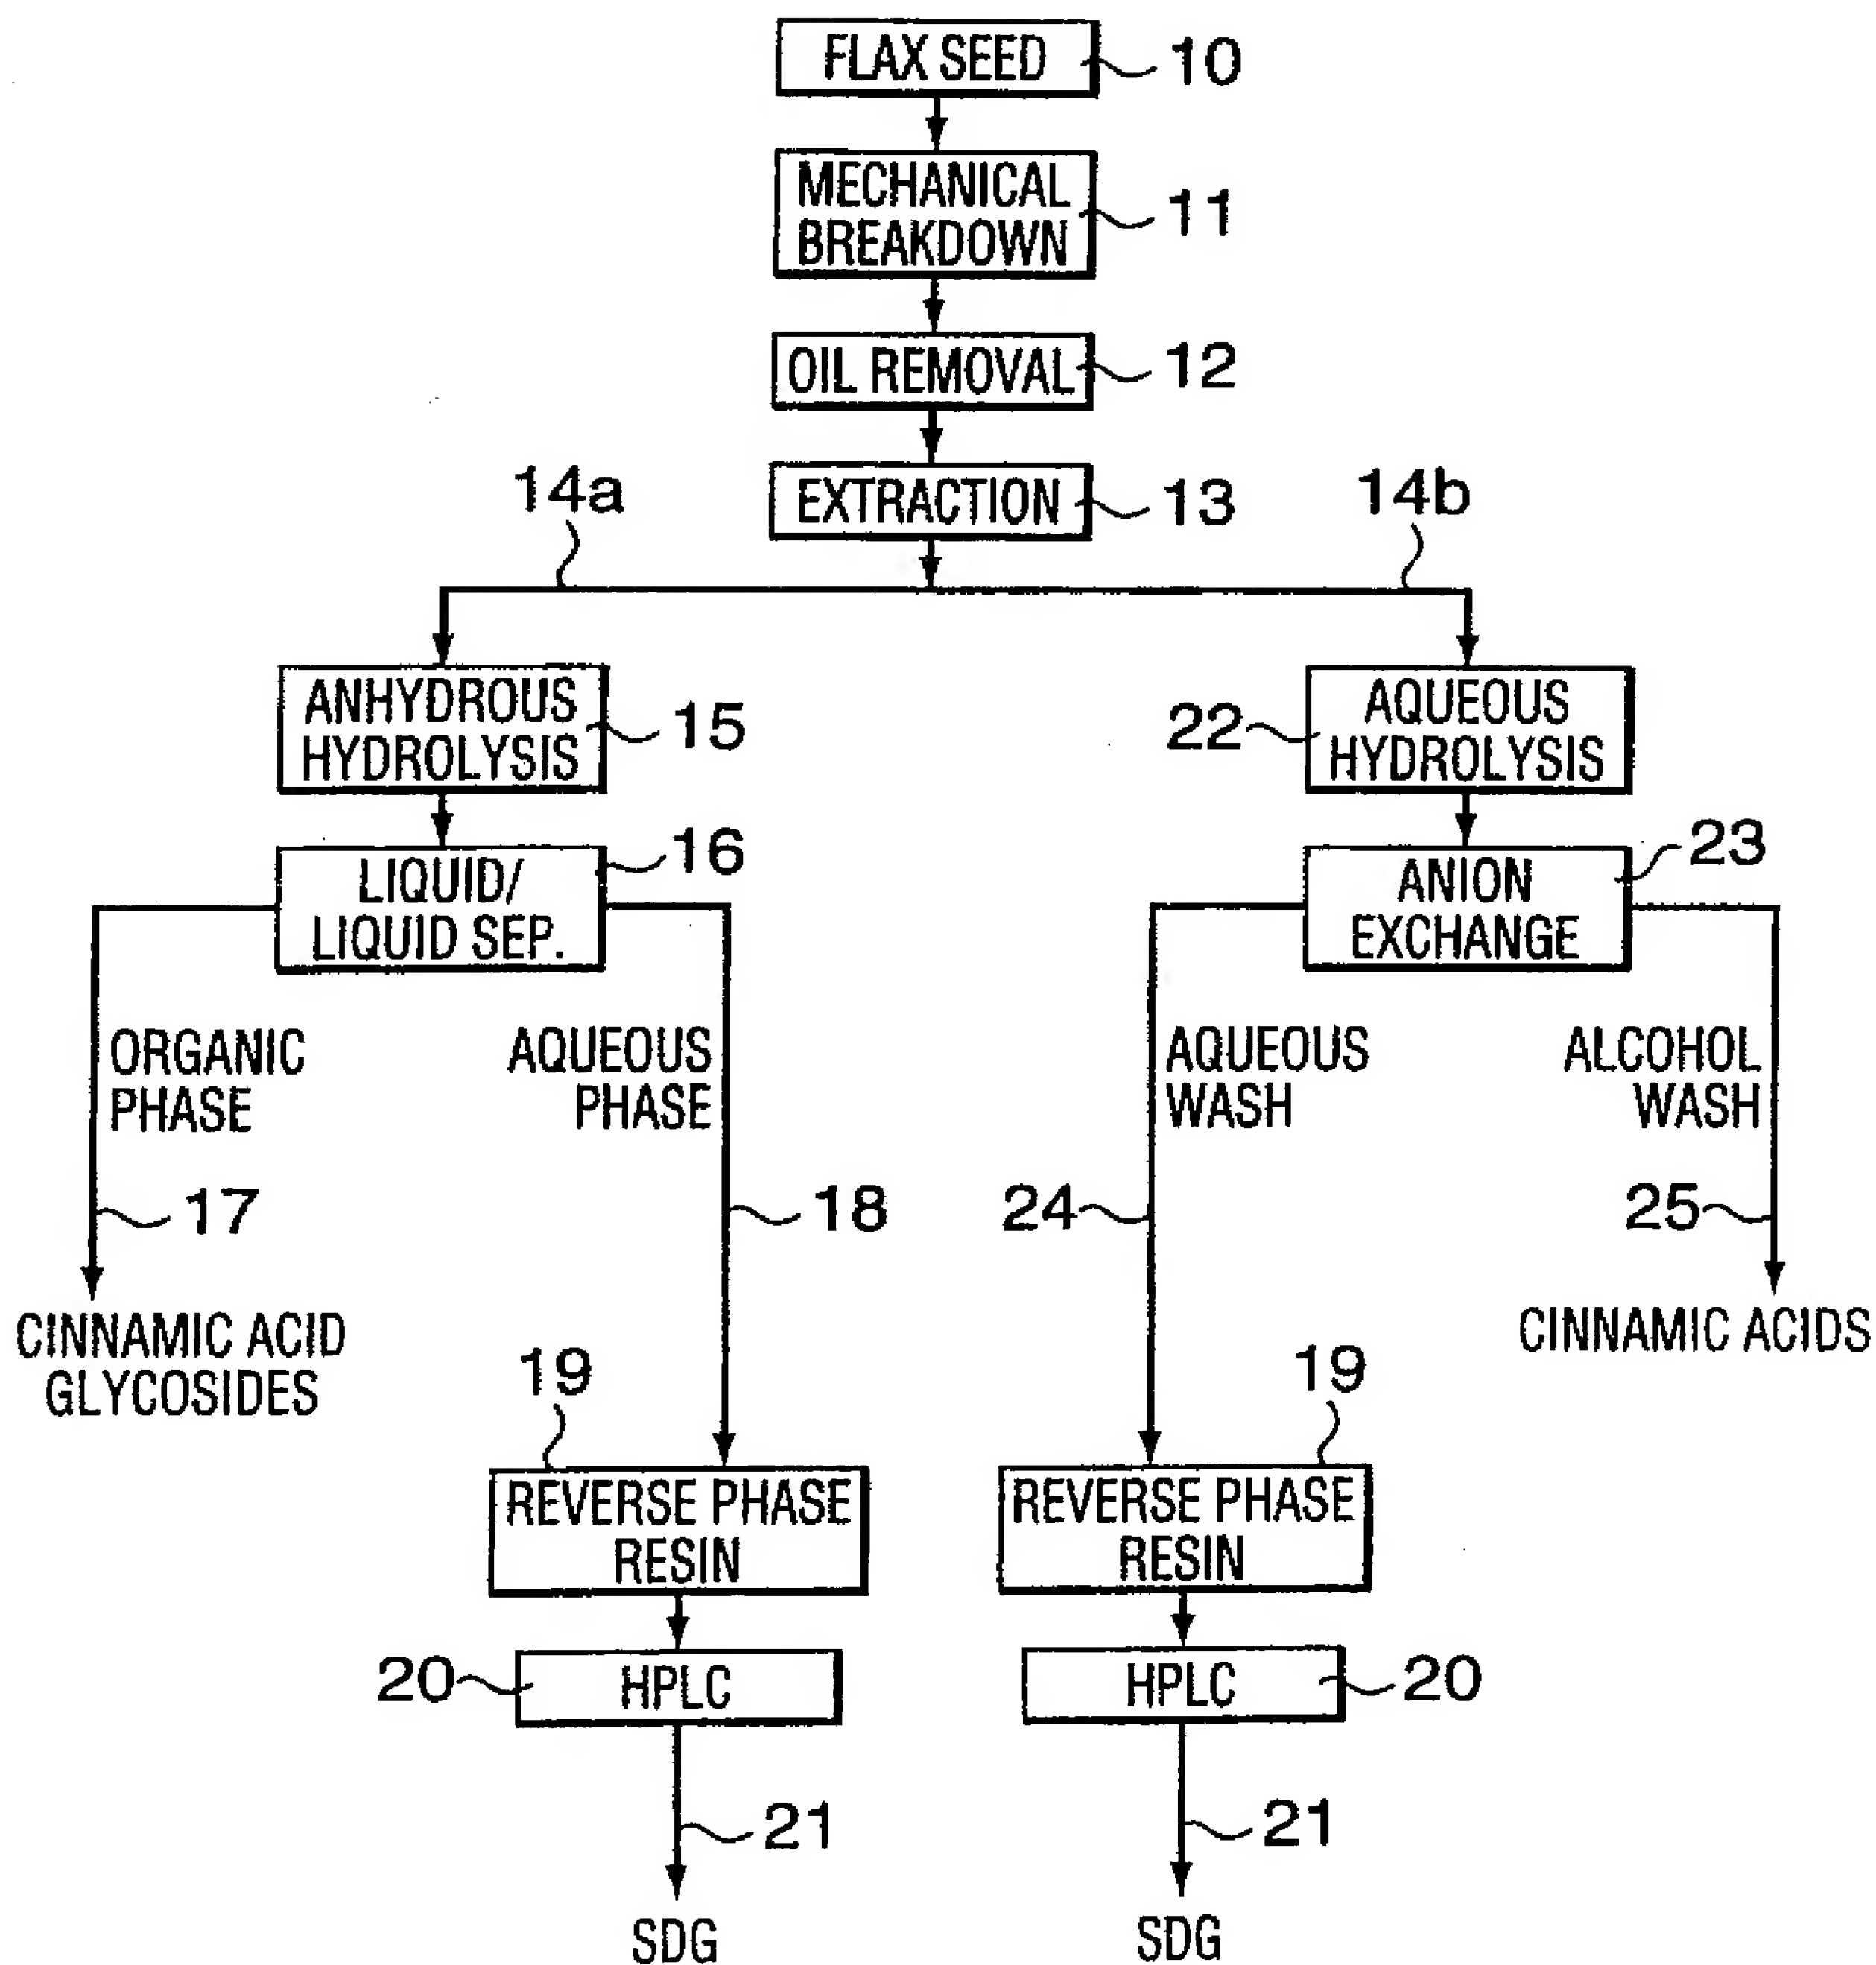 FLAX SEED
10
MECHANICAL
BREAKDOWN
11
OIL REMOVAL
12
EXTRACTION
13
14a
14b
ANHYDROUS
HYDROLYSIS
15
22
AQUEOUS
HYDROLYSIS
LIQUID/
LIQUID SEP.
16
ANION
EXCHANGE
23
ORGANIC
PHASE
AQUEOUS
PHASE
AQUEOUS
WASH
ALCOHOL
WASH
17
18
24
25
CINNAMIC ACID
GLYCOSIDES
CINNAMIC ACIDS
19
19
REVERSE PHASE
RESIN
REVERSE PHASE
RESIN
20
HPLC
HPLC
20
21
21
SDG
SDG